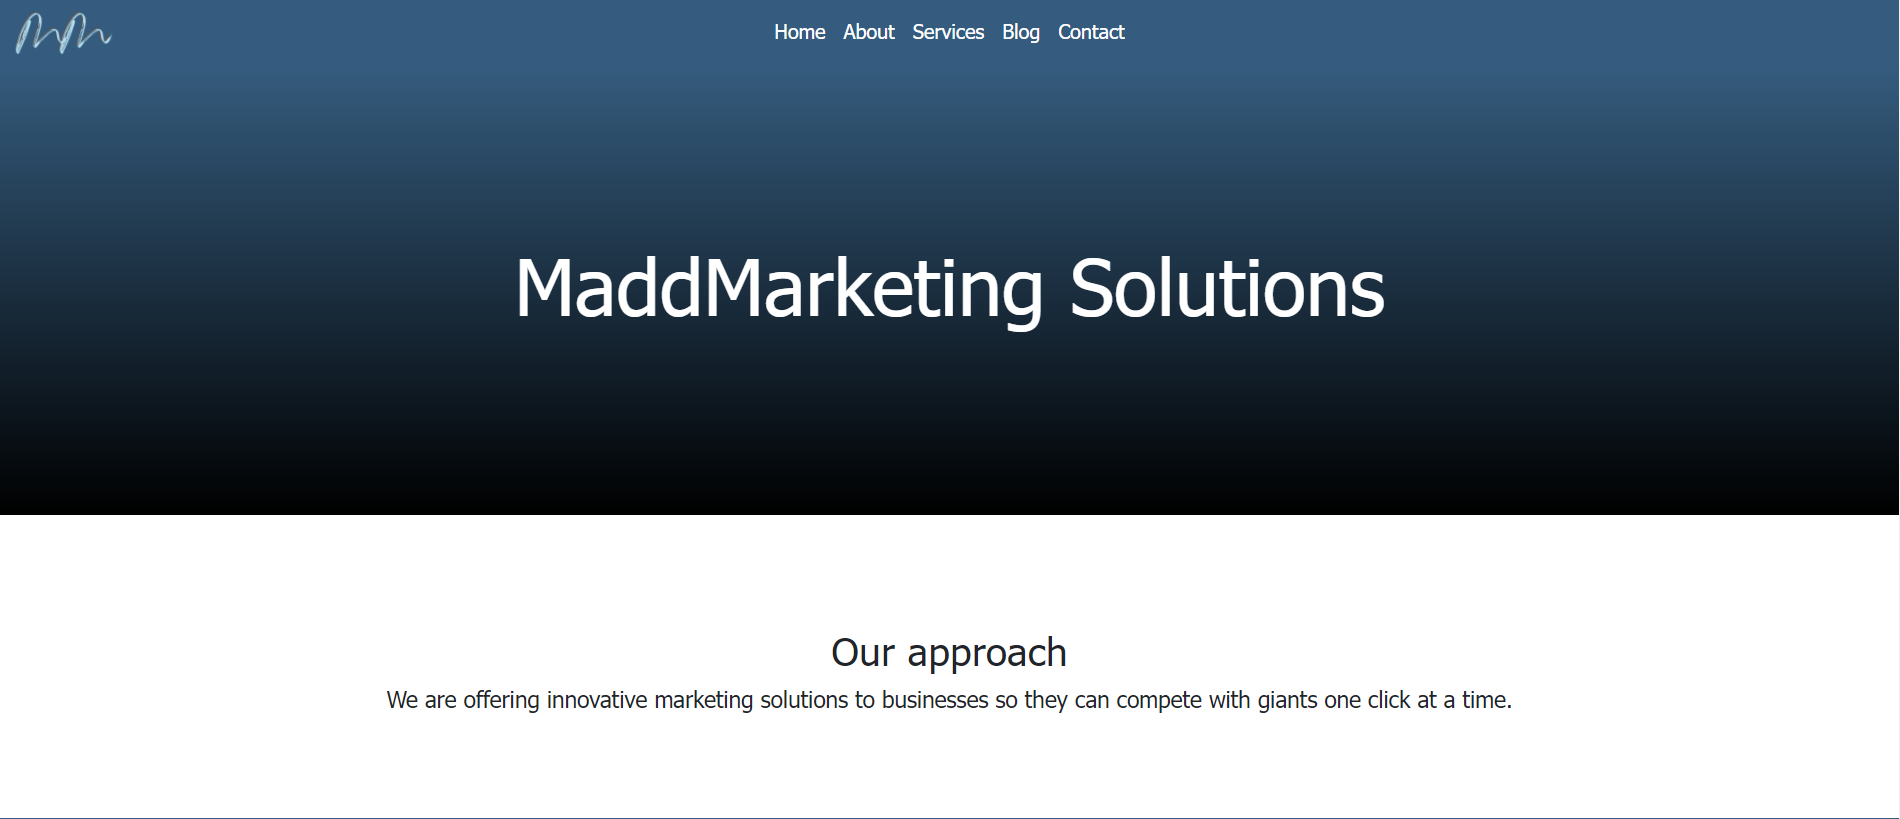 Home About Services Blog Contact
MaddMarketing Solutions
Our approach
We are offering innovative marketing solutions to businesses so they can compete with giants one click at a time.